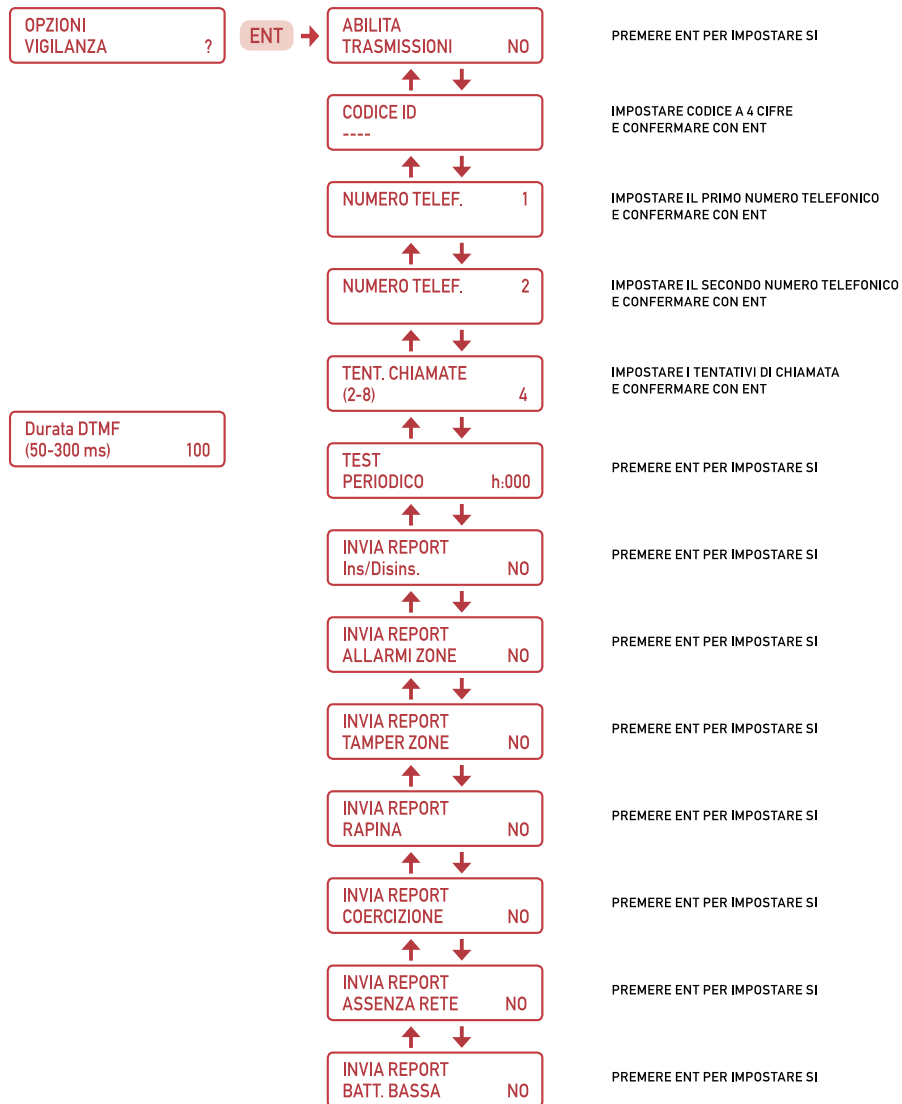 OPZIONI
VIGILANZA ?
ENT
ABILITA
TRASMISSIONI NO
PREMERE ENT PER IMPOSTARE SI
CODICE ID
----
IMPOSTARE CODICE A 4 CIFRE
E CONFERMARE CON ENT
NUMERO TELEF. 1
IMPOSTARE IL PRIMO NUMERO TELEFONICO
E CONFERMARE CON ENT
NUMERO TELEF. 2
IMPOSTARE IL SECONDO NUMERO TELEFONICO
E CONFERMARE CON ENT
TENT. CHIAMATE
(2-8) 4
IMPOSTARE I TENTATIVI DI CHIAMATA
E CONFERMARE CON ENT
Durata DTMF
(50-300 ms) 100
TEST
PERIODICO h:000
PREMERE ENT PER IMPOSTARE SI
INVIA REPORT
Ins/Disins. NO
PREMERE ENT PER IMPOSTARE SI
INVIA REPORT
ALLARMI ZONE NO
PREMERE ENT PER IMPOSTARE SI
INVIA REPORT
TAMPER ZONE NO
PREMERE ENT PER IMPOSTARE SI
INVIA REPORT
RAPINA NO
PREMERE ENT PER IMPOSTARE SI
INVIA REPORT
COERCIZIONE NO
PREMERE ENT PER IMPOSTARE SI
INVIA REPORT
ASSENZA RETE NO
PREMERE ENT PER IMPOSTARE SI
INVIA REPORT
BATT. BASSA NO
PREMERE ENT PER IMPOSTARE SI